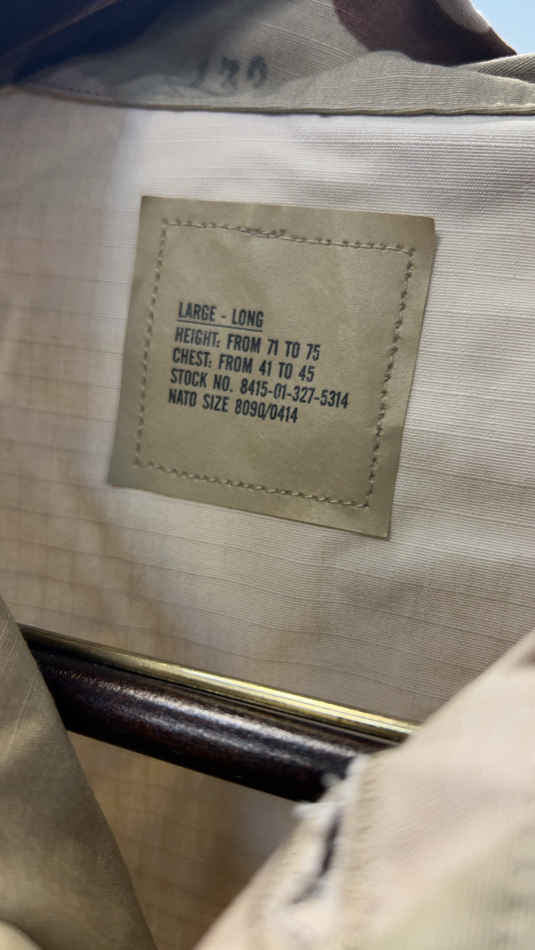 LARGE - LONG
HEIGHT: FROM 71 TO 75
CHEST: FROM 41 TO 45
STOCK NO. 8415-01-327-5314
NATO SIZE 8090/0414